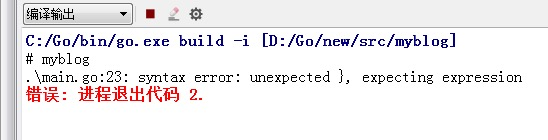 编译输出
C:/Go/bin/go.exe build -i [D:/Go/new/src/myblog]
# myblog
.\main.go:23: syntax error: unexpected }, expecting expression
错误: 进程退出代码 2.